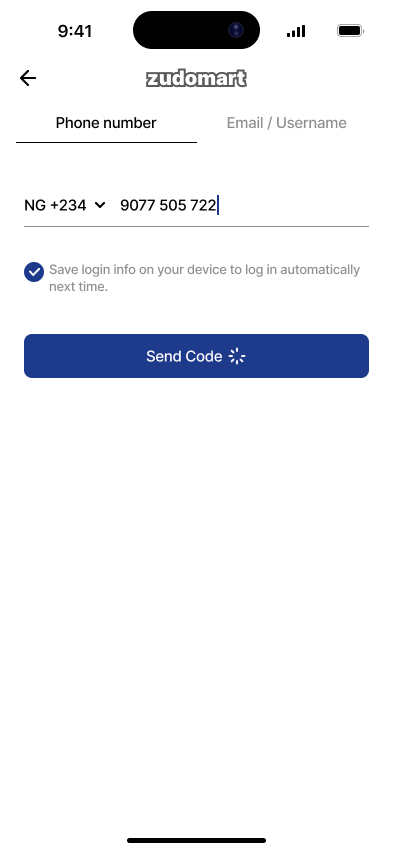 9:41
zudomart
Phone number
Email / Username
NG +234
9077 505 722
Save login info on your device to log in automatically
next time.
Send Code